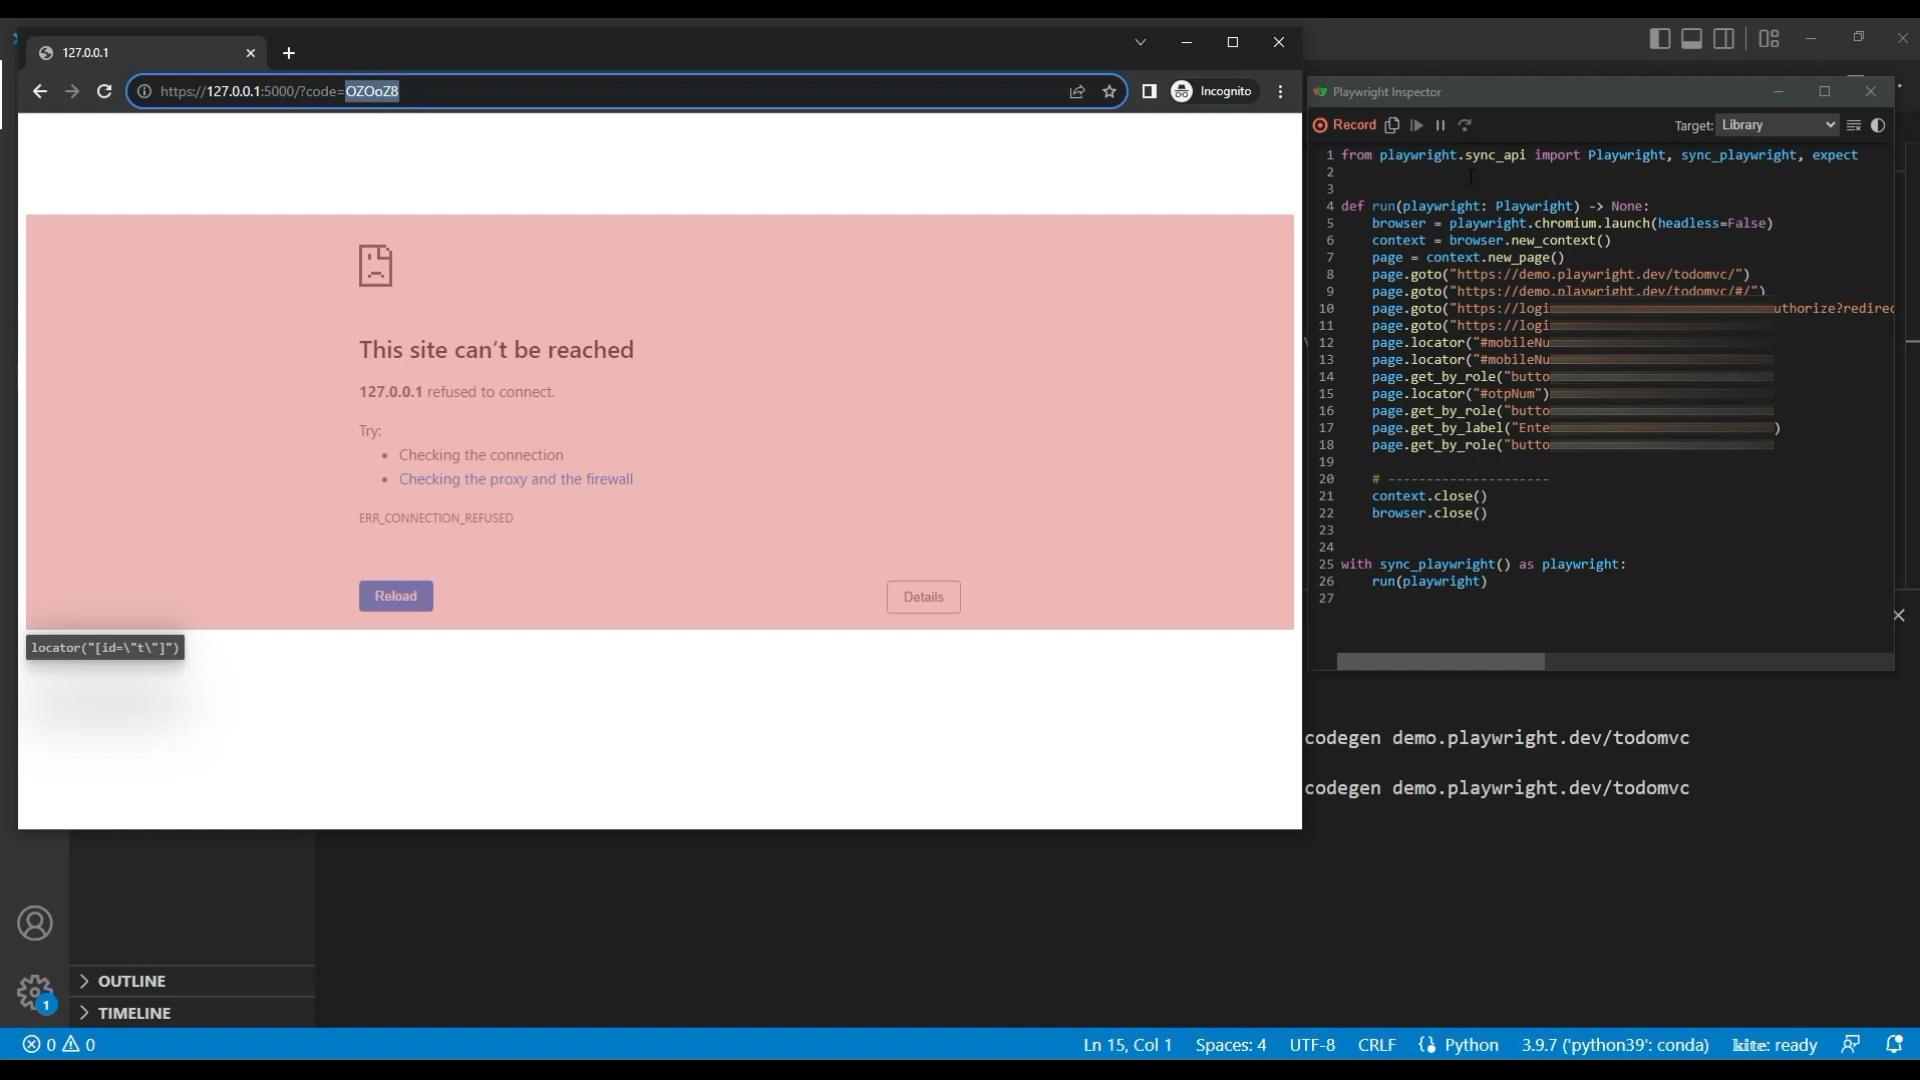 127.0.0.1
https://127.0.0.1:5000/?code=OZOoZ8
Incognito
This site can't be reached
127.0.0.1 refused to connect.
Try:
• Checking the connection
• Checking the proxy and the firewall
ERR_CONNECTION_REFUSED
Reload
Details
locator("[id=\"t\"]")
Playwright Inspector
Record
Target: Library
1 from playwright.sync_api import Playwright, sync_playwright, expect
2
3
4 def run(playwright: Playwright) -> None:
5 browser = playwright.chromium.launch(headless=False)
6 context = browser.new_context()
7 page = context.new_page()
8 page.goto("https://demo.playwright.dev/todomvc/")
9 page.goto("https://demo.playwright.dev/todomvc/#/")
10 page.goto("https://logi uthorize?redirec
11 page.goto("https://logi
12 page.locator("#mobileNu
13 page.locator("#mobileNu
14 page.get_by_role("butto
15 page.locator("#otpNum")
16 page.get_by_role("butto
17 page.get_by_label("Ente )
18 page.get_by_role("butto
19
20 # ---------------------
21 context.close()
22 browser.close()
23
24
25 with sync_playwright() as playwright:
26 run(playwright)
27
codegen demo.playwright.dev/todomvc
codegen demo.playwright.dev/todomvc
1
OUTLINE
TIMELINE
0 0
Ln 15, Col 1 Spaces: 4 UTF-8 CRLF Python 3.9.7 ('python39': conda) kite: ready